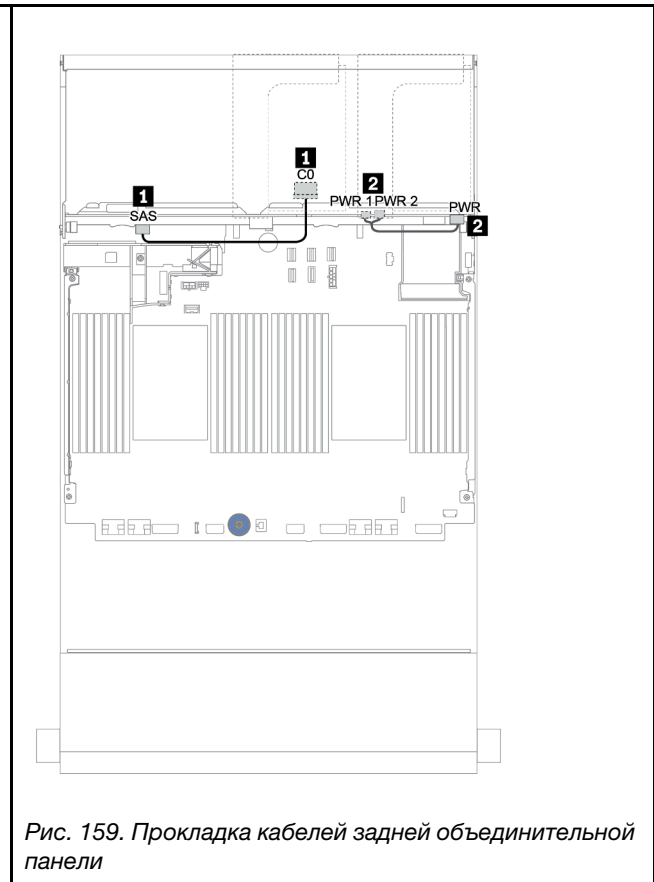 1
C0
1
SAS
2
PWR 1 PWR 2
PWR
2
Рис. 159. Прокладка кабелей задней объединительной
панели